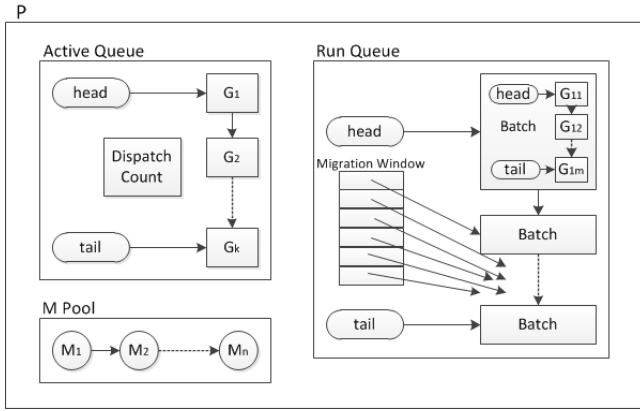 P
Active Queue
head
G1
Dispatch
Count
G2
tail
Gk
M Pool
M1
M2
Mn
Run Queue
head
head
G11
Batch
G12
tail
G1m
Migration Window
Batch
tail
Batch